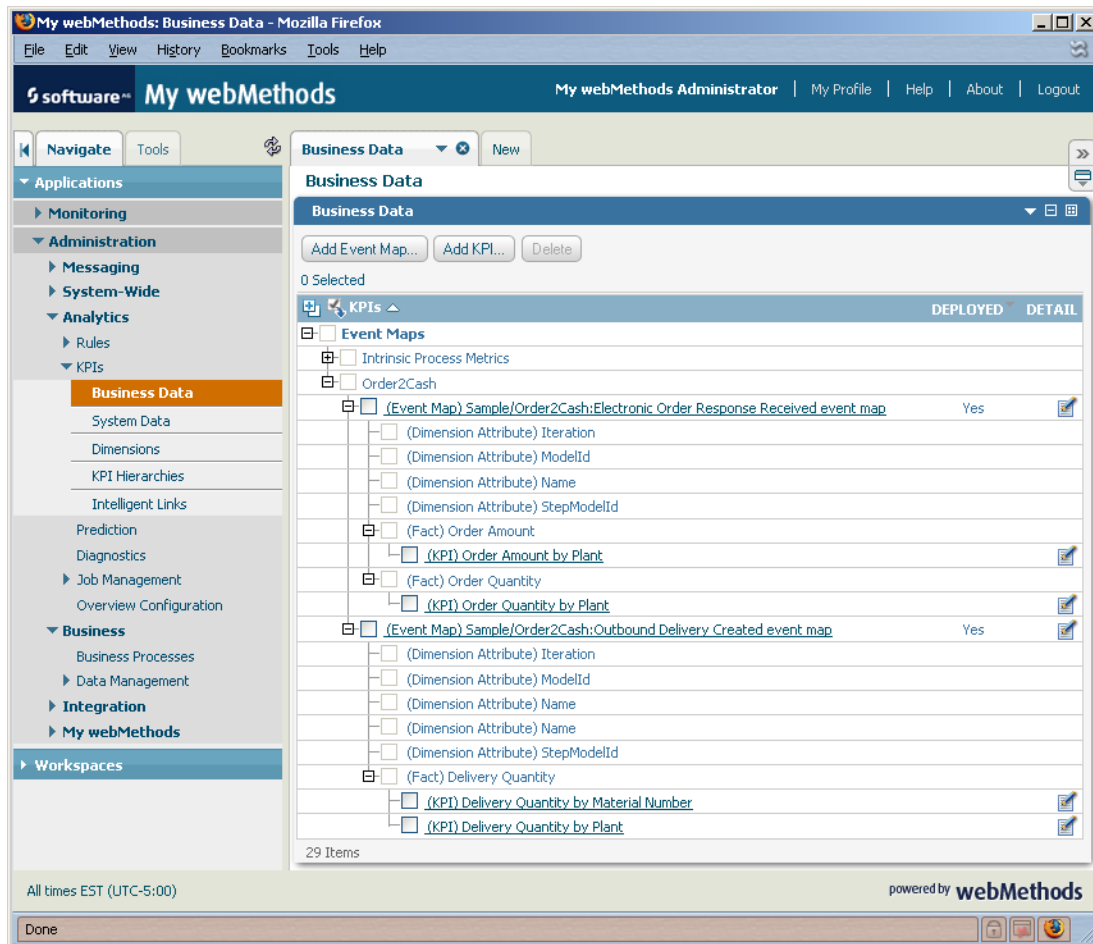 My webMethods: Business Data - Mozilla Firefox
File Edit View History Bookmarks Tools Help
software AG My webMethods My webMethods Administrator | My Profile | Help | About | Logout
Navigate Tools
Business Data New
Applications
Monitoring
Administration
Messaging
System-Wide
Analytics
Rules
KPIs
Business Data
System Data
Dimensions
KPI Hierarchies
Intelligent Links
Prediction
Diagnostics
Job Management
Overview Configuration
Business
Business Processes
Data Management
Integration
My webMethods
Workspaces
Business Data
Business Data
Add Event Map... Add KPI... Delete
0 Selected
KPIs DEPLOYED DETAIL
Event Maps
Intrinsic Process Metrics
Order2Cash
(Event Map) Sample/Order2Cash:Electronic Order Response Received event map Yes
(Dimension Attribute) Iteration
(Dimension Attribute) ModelId
(Dimension Attribute) Name
(Dimension Attribute) StepModelId
(Fact) Order Amount
(KPI) Order Amount by Plant
(Fact) Order Quantity
(KPI) Order Quantity by Plant
(Event Map) Sample/Order2Cash:Outbound Delivery Created event map Yes
(Dimension Attribute) Iteration
(Dimension Attribute) ModelId
(Dimension Attribute) Name
(Dimension Attribute) Name
(Dimension Attribute) StepModelId
(Fact) Delivery Quantity
(KPI) Delivery Quantity by Material Number
(KPI) Delivery Quantity by Plant
29 Items
All times EST (UTC-5:00) powered by webMethods
Done